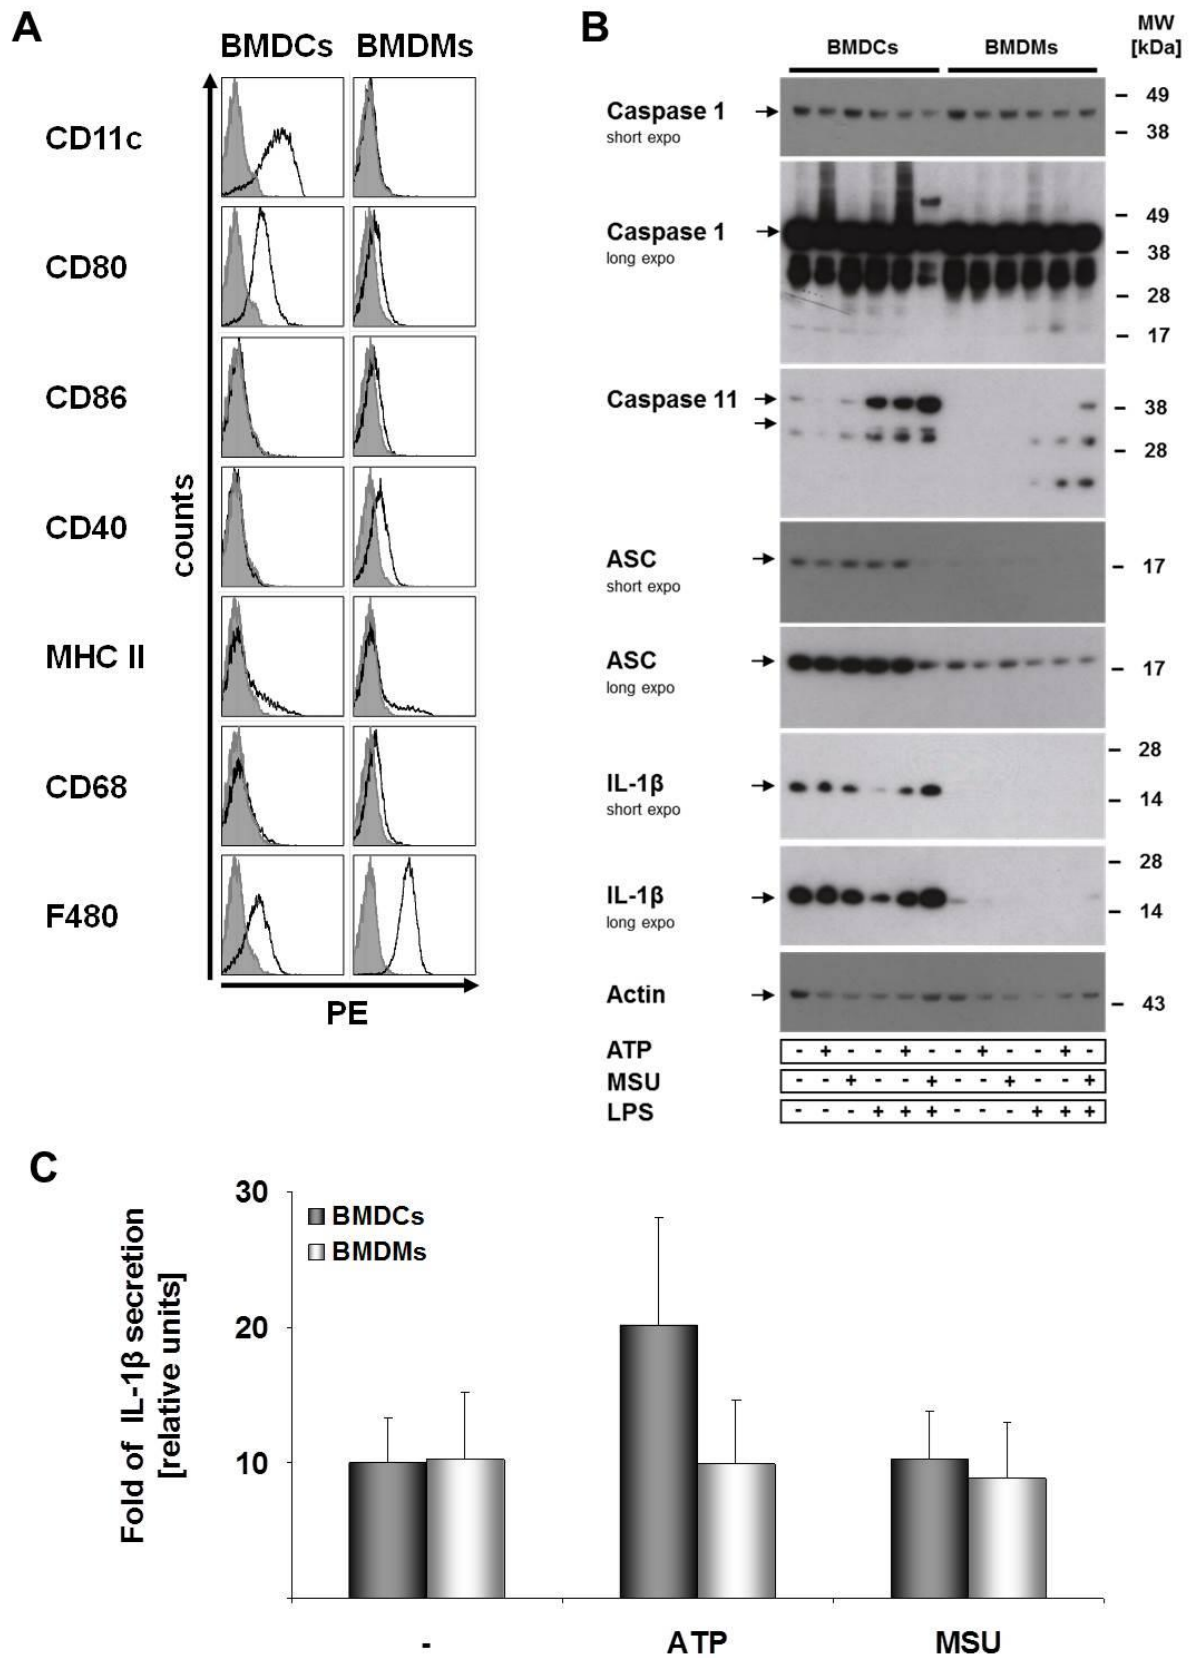 A
BMDCs BMDMs
CD11c
CD80
CD86
CD40
MHC II
CD68
F480
counts
PE
B
BMDCs BMDMs
MW
[kDa]
Caspase 1
short expo
49
38
Caspase 1
long expo
49
38
28
17
Caspase 11
38
28
ASC
short expo
17
ASC
long expo
17
IL-1β
short expo
28
14
IL-1β
long expo
28
14
Actin
43
ATP - + - - + - - + - - + -
MSU - - + - - + - - + - - +
LPS - - - + + + - - - + + +
C
Fold of IL-1β secretion
[relative units]
30
20
10
BMDCs
BMDMs
- ATP MSU